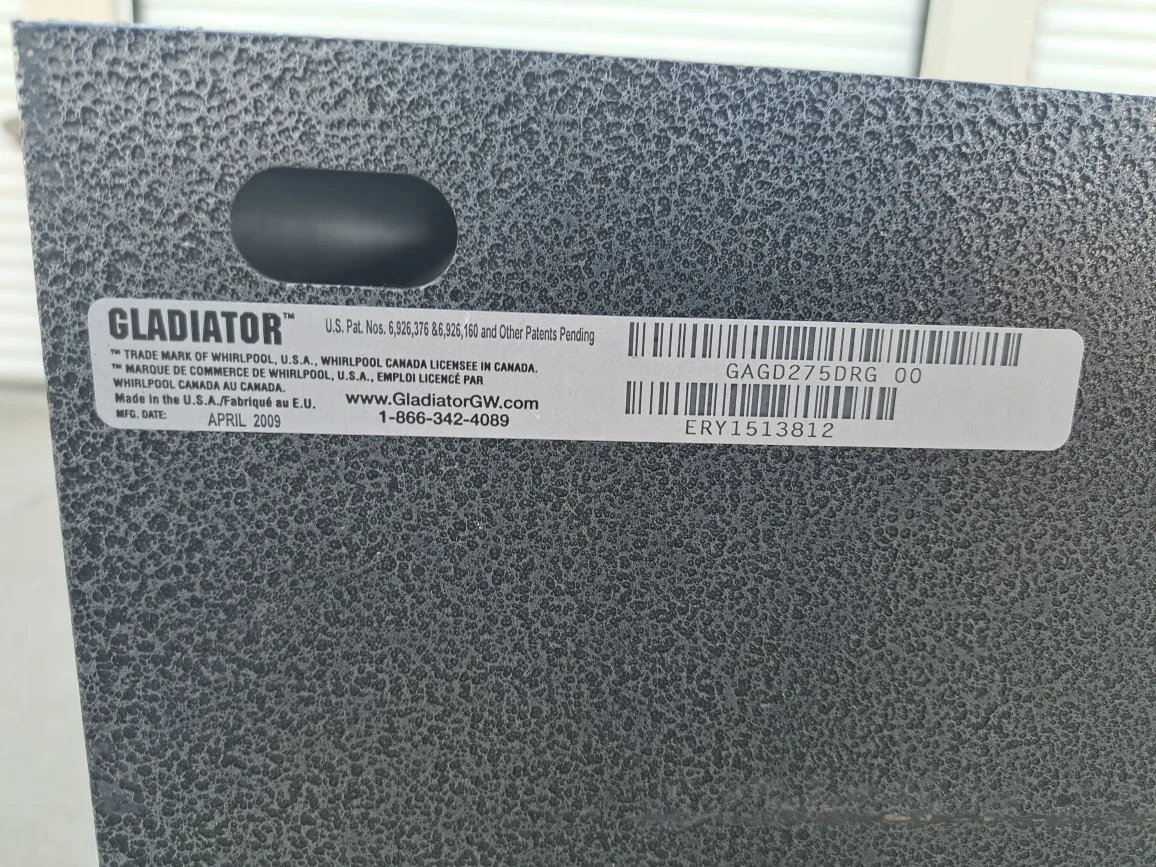 GLADIATOR™
U.S. Pat. Nos. 6,926,376 &6,926,160 and Other Patents Pending
™ TRADE MARK OF WHIRLPOOL, U.S.A., WHIRLPOOL CANADA LICENSEE IN CANADA.
™ MARQUE DE COMMERCE DE WHIRLPOOL, U.S.A., EMPLOI LICENCÉ PAR
WHIRLPOOL CANADA AU CANADA.
Made in the U.S.A./Fabriqué au E.U.
www.GladiatorGW.com
MFG. DATE: APRIL 2009
1-866-342-4089
GAGD275DRG 00
ERY1513812